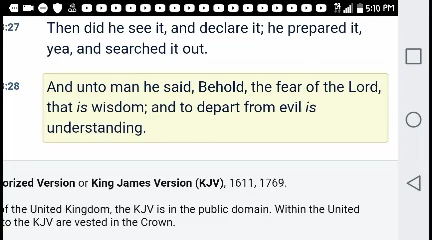 5:10 PM
:27 Then did he see it, and declare it; he prepared it,
yea, and searched it out.
:28 And unto man he said, Behold, the fear of the Lord,
that is wisdom; and to depart from evil is
understanding.
orized Version or King James Version (KJV), 1611, 1769.
of the United Kingdom, the KJV is in the public domain. Within the United
to the KJV are vested in the Crown.